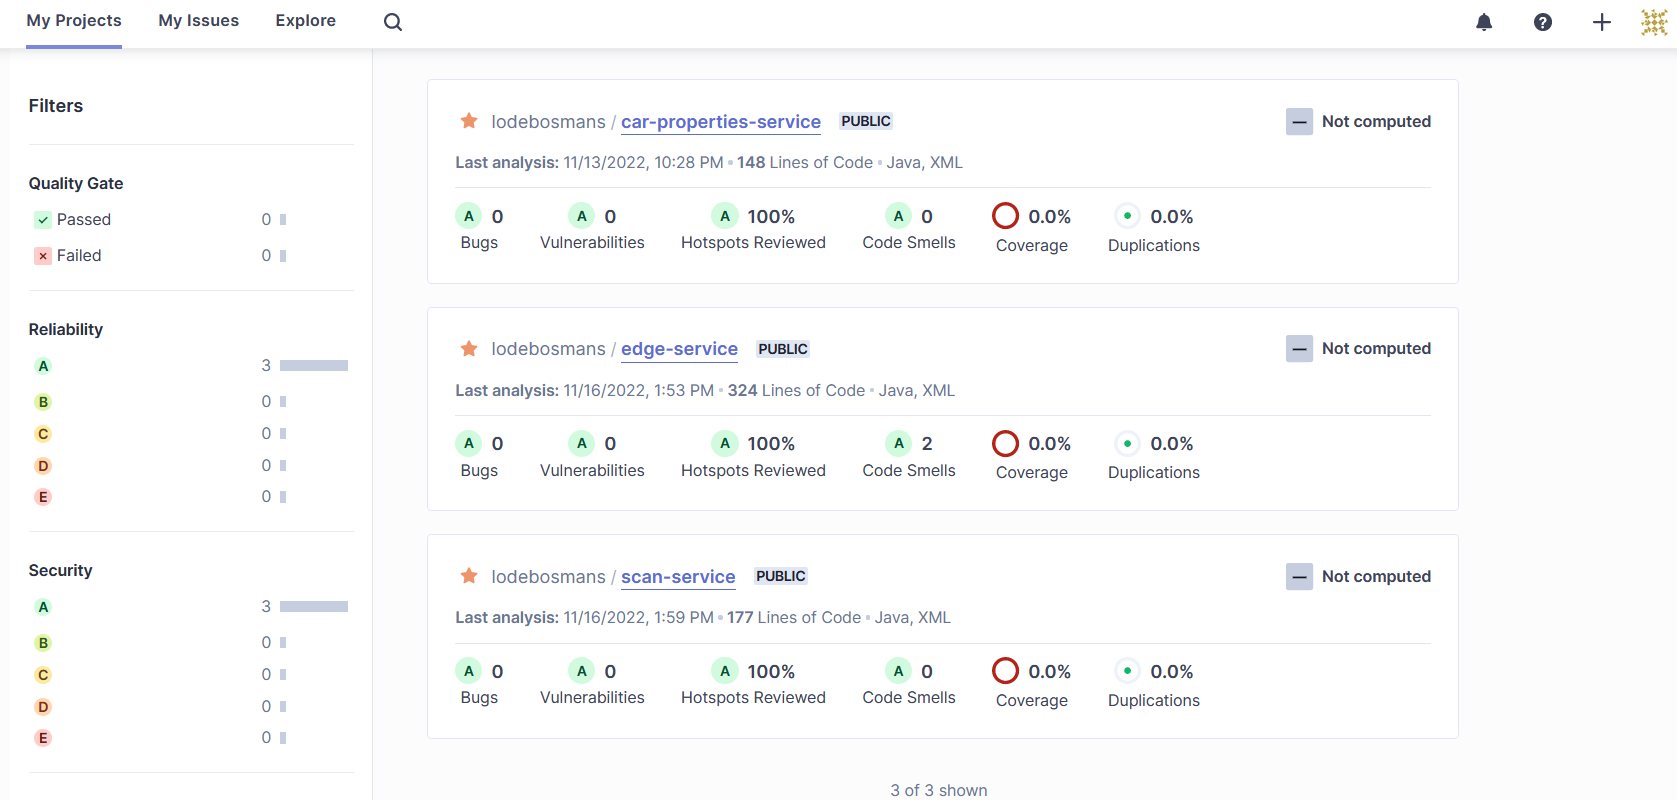 My Projects My Issues Explore
Filters
Quality Gate
Passed 0
Failed 0
Reliability
A 3
B 0
C 0
D 0
E 0
Security
A 3
B 0
C 0
D 0
E 0
lodebosmans / car-properties-service PUBLIC Not computed
Last analysis: 11/13/2022, 10:28 PM • 148 Lines of Code • Java, XML
A 0 A 0 A 100% A 0 0.0% 0.0%
Bugs Vulnerabilities Hotspots Reviewed Code Smells Coverage Duplications
lodebosmans / edge-service PUBLIC Not computed
Last analysis: 11/16/2022, 1:53 PM • 324 Lines of Code • Java, XML
A 0 A 0 A 100% A 2 0.0% 0.0%
Bugs Vulnerabilities Hotspots Reviewed Code Smells Coverage Duplications
lodebosmans / scan-service PUBLIC Not computed
Last analysis: 11/16/2022, 1:59 PM • 177 Lines of Code • Java, XML
A 0 A 0 A 100% A 0 0.0% 0.0%
Bugs Vulnerabilities Hotspots Reviewed Code Smells Coverage Duplications
3 of 3 shown